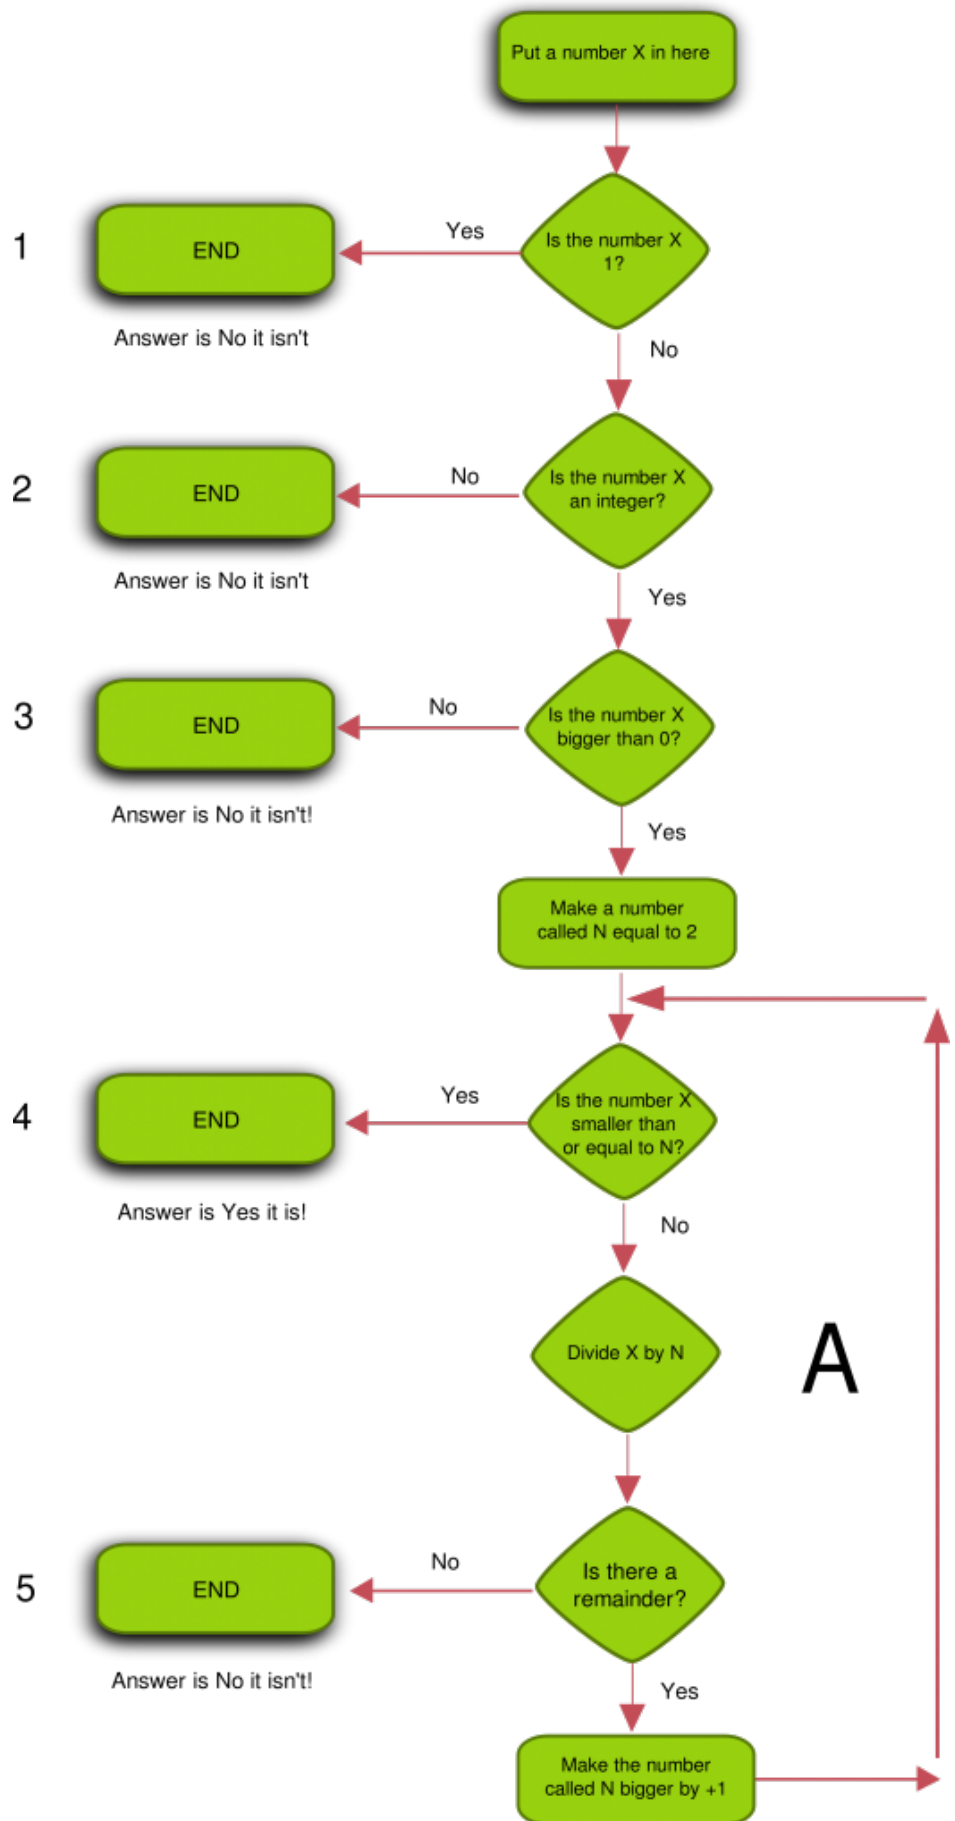 Put a number X in here
1
END
Yes
Is the number X
1?
Answer is No it isn't
No
2
END
No
Is the number X
an integer?
Answer is No it isn't
Yes
3
END
No
Is the number X
bigger than 0?
Answer is No it isn't!
Yes
Make a number
called N equal to 2
4
END
Yes
Is the number X
smaller than
or equal to N?
Answer is Yes it is!
No
Divide X by N
A
5
END
No
Is there a
remainder?
Answer is No it isn't!
Yes
Make the number
called N bigger by +1